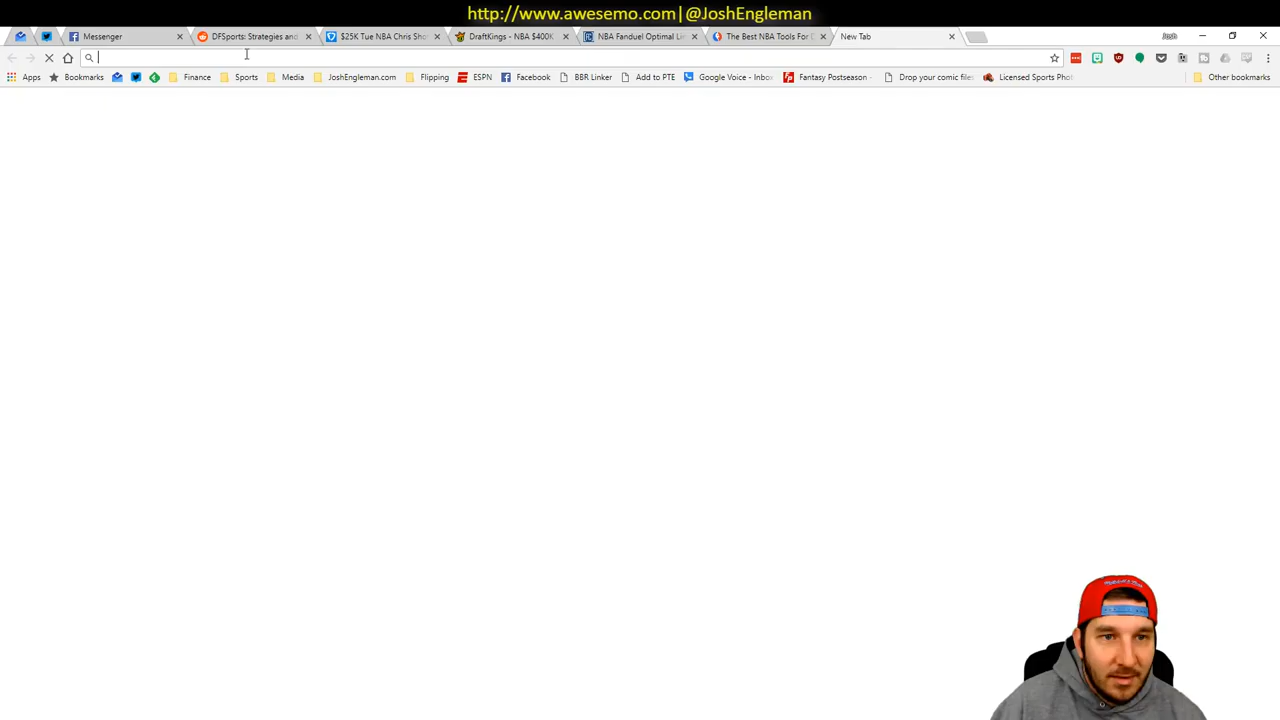 http://www.awesemo.com|@JoshEngleman
Messenger
DFSports: Strategies and
$25K Tue NBA Chris Sho
DraftKings - NBA $400K
NBA Fanduel Optimal Li
The Best NBA Tools For D
New Tab
Josh
Apps
Bookmarks
Finance
Sports
Media
JoshEngleman.com
Flipping
ESPN
Facebook
BBR Linker
Add to PTE
Google Voice - Inbox
Fantasy Postseason -
Drop your comic files
Licensed Sports Phot
Other bookmarks